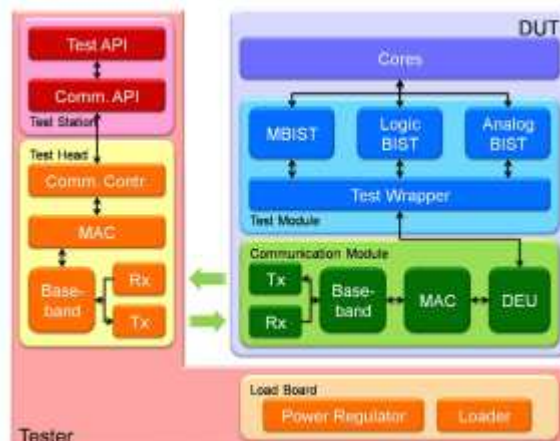 Test API
Comm. API
Test Station
Test Head
Comm. Contr
MAC
Base-
band
Rx
Tx
Tester
DUT
Cores
MBIST
Logic
BIST
Analog
BIST
Test Wrapper
Test Module
Communication Module
Tx
Rx
Base-
band
MAC
DEU
Load Board
Power Regulator
Loader